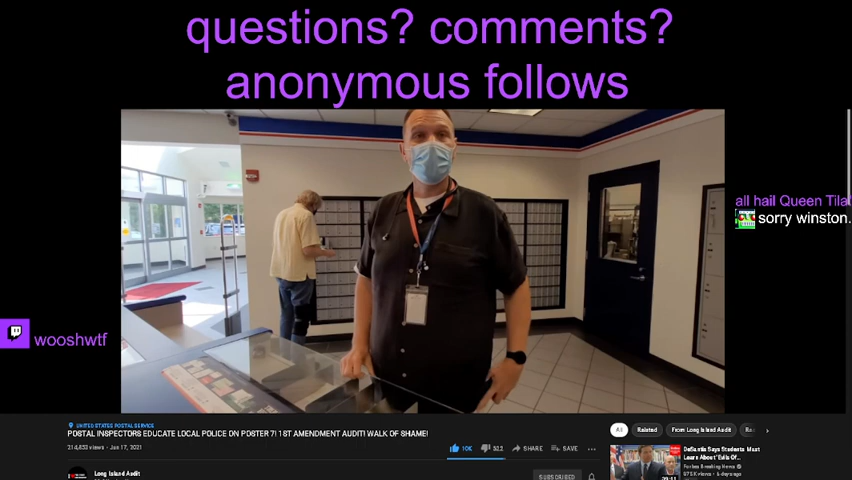 questions? comments?
anonymous follows
all hail Queen Tila
sorry winston.
wooshwtf
UNITED STATES POSTAL SERVICE
POSTAL INSPECTORS EDUCATE LOCAL POLICE ON POSTER 7! 1ST AMENDMENT AUDIT! WALK OF SHAME!
214,853 views • Jun 17, 2021
10K
512
SHARE
SAVE
All
Related
From Long Island Audit
DeSantis Says Students Must
Learn About 'Evils Of...
Forbes Breaking News
Long Island Audit
SUBSCRIBED